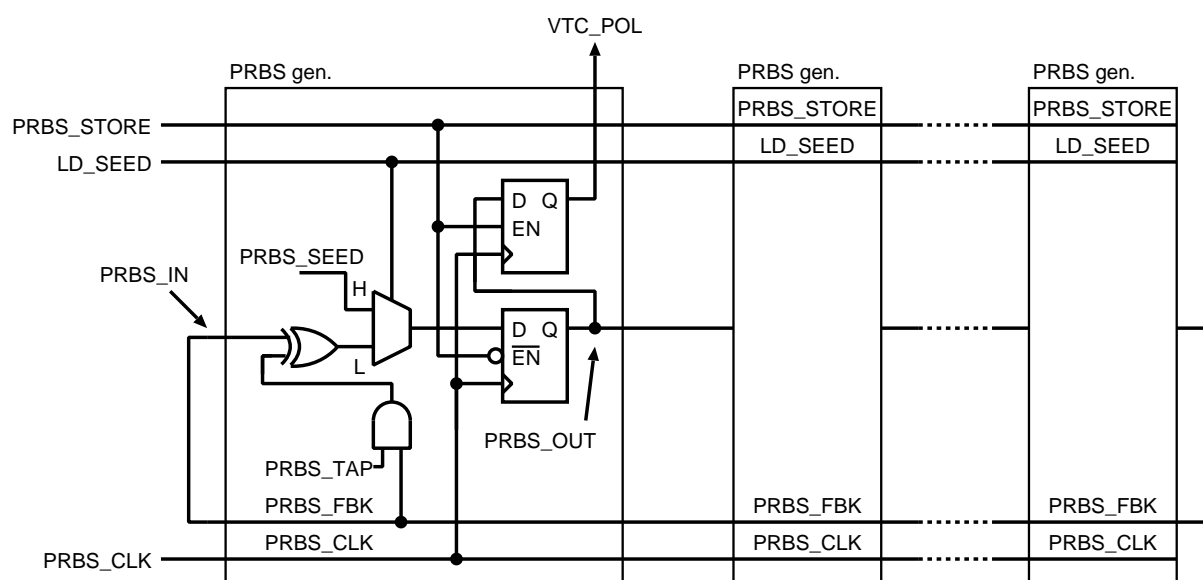 VTC_POL
PRBS gen.
PRBS gen.
PRBS gen.
PRBS_STORE
PRBS_STORE
PRBS_STORE
LD_SEED
LD_SEED
LD_SEED
D Q
EN
PRBS_SEED
PRBS_IN
H
L
D Q
EN
PRBS_OUT
PRBS_TAP
PRBS_FBK
PRBS_FBK
PRBS_FBK
PRBS_CLK
PRBS_CLK
PRBS_CLK
PRBS_CLK